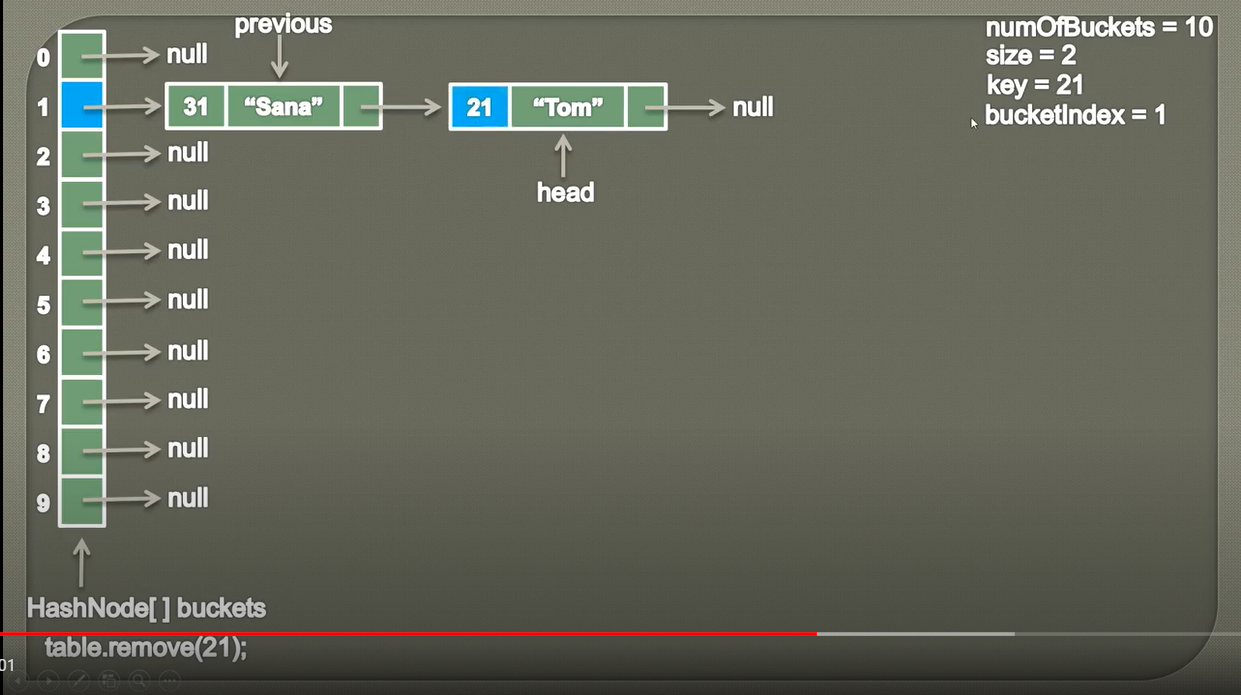 previous
numOfBuckets = 10
size = 2
key = 21
bucketIndex = 1
0 null
1 31 “Sana” 21 “Tom” null
head
2 null
3 null
4 null
5 null
6 null
7 null
8 null
9 null
HashNode[ ] buckets
table.remove(21);
01